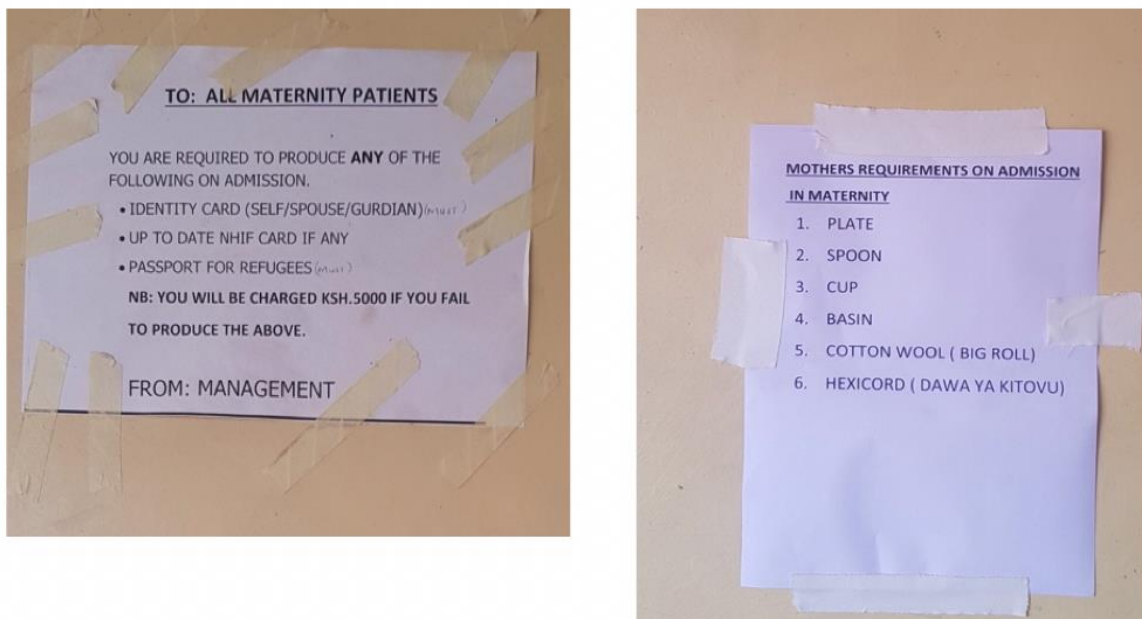 TO: ALL MATERNITY PATIENTS
YOU ARE REQUIRED TO PRODUCE ANY OF THE
FOLLOWING ON ADMISSION.
• IDENTITY CARD (SELF/SPOUSE/GURDIAN) (MUST)
• UP TO DATE NHIF CARD IF ANY
• PASSPORT FOR REFUGEES (MUST)
NB: YOU WILL BE CHARGED KSH.5000 IF YOU FAIL
TO PRODUCE THE ABOVE.
FROM: MANAGEMENT
MOTHERS REQUIREMENTS ON ADMISSION
IN MATERNITY
1. PLATE
2. SPOON
3. CUP
4. BASIN
5. COTTON WOOL ( BIG ROLL)
6. HEXICORD ( DAWA YA KITOVU)